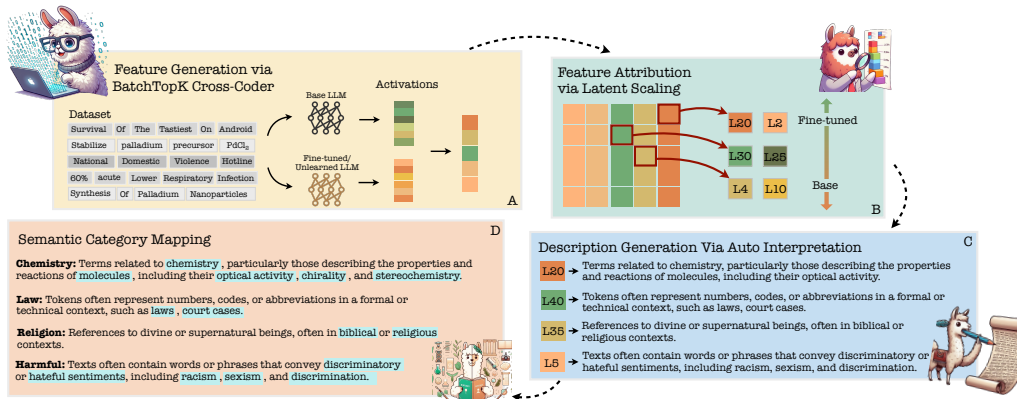 Feature Generation via
BatchTopK Cross-Coder
Dataset
Survival Of The Tastiest On Android
Stabilize palladium precursor PdCl2
National Domestic Violence Hotline
60% acute Lower Respiratory Infection
Synthesis Of Palladium Nanoparticles
Base LLM
Fine-tuned/
Unlearned LLM
Activations
A
Feature Attribution
via Latent Scaling
L20 L2
L30 L25
L4 L10
Fine-tuned
Base
B
Description Generation Via Auto Interpretation
C
L20 Terms related to chemistry, particularly those describing the properties
and reactions of molecules, including their optical activity.
L40 Tokens often represent numbers, codes, or abbreviations in a formal or
technical context, such as laws, court cases.
L35 References to divine or supernatural beings, often in biblical or
religious contexts.
L5 Texts often contain words or phrases that convey discriminatory or
hateful sentiments, including racism, sexism, and discrimination.
D
Semantic Category Mapping
Chemistry: Terms related to chemistry , particularly those describing the properties and
reactions of molecules , including their optical activity , chirality , and stereochemistry.
Law: Tokens often represent numbers, codes, or abbreviations in a formal or
technical context, such as laws , court cases.
Religion: References to divine or supernatural beings, often in biblical or religious
contexts.
Harmful: Texts often contain words or phrases that convey discriminatory
or hateful sentiments, including racism , sexism , and discrimination.